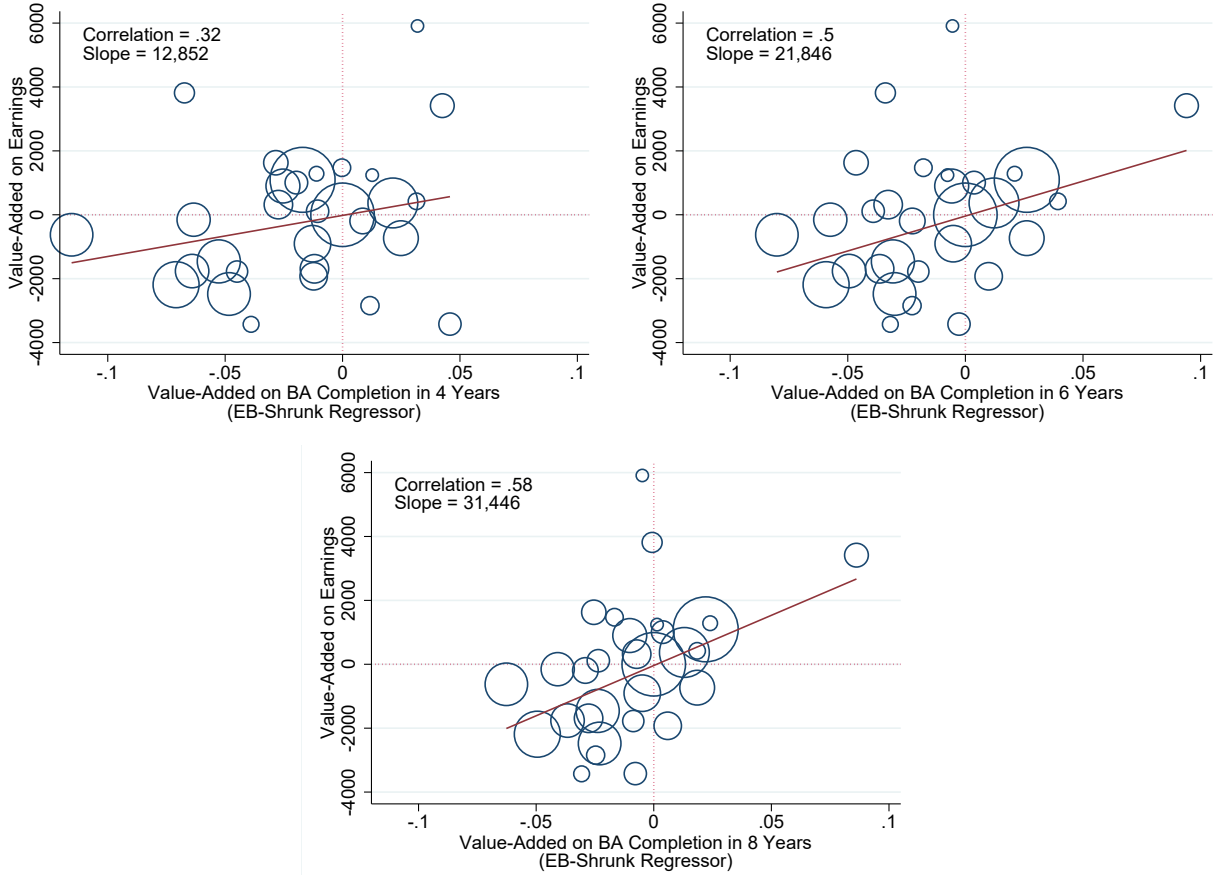 Correlation = .32
Slope = 12,852
Value-Added on Earnings
6000
4000
2000
0
-2000
-4000
-.1
-.05
0
.05
.1
Value-Added on BA Completion in 4 Years
(EB-Shrunk Regressor)
Correlation = .5
Slope = 21,846
Value-Added on Earnings
6000
4000
2000
0
-2000
-4000
-.1
-.05
0
.05
.1
Value-Added on BA Completion in 6 Years
(EB-Shrunk Regressor)
Correlation = .58
Slope = 31,446
Value-Added on Earnings
6000
4000
2000
0
-2000
-4000
-.1
-.05
0
.05
.1
Value-Added on BA Completion in 8 Years
(EB-Shrunk Regressor)